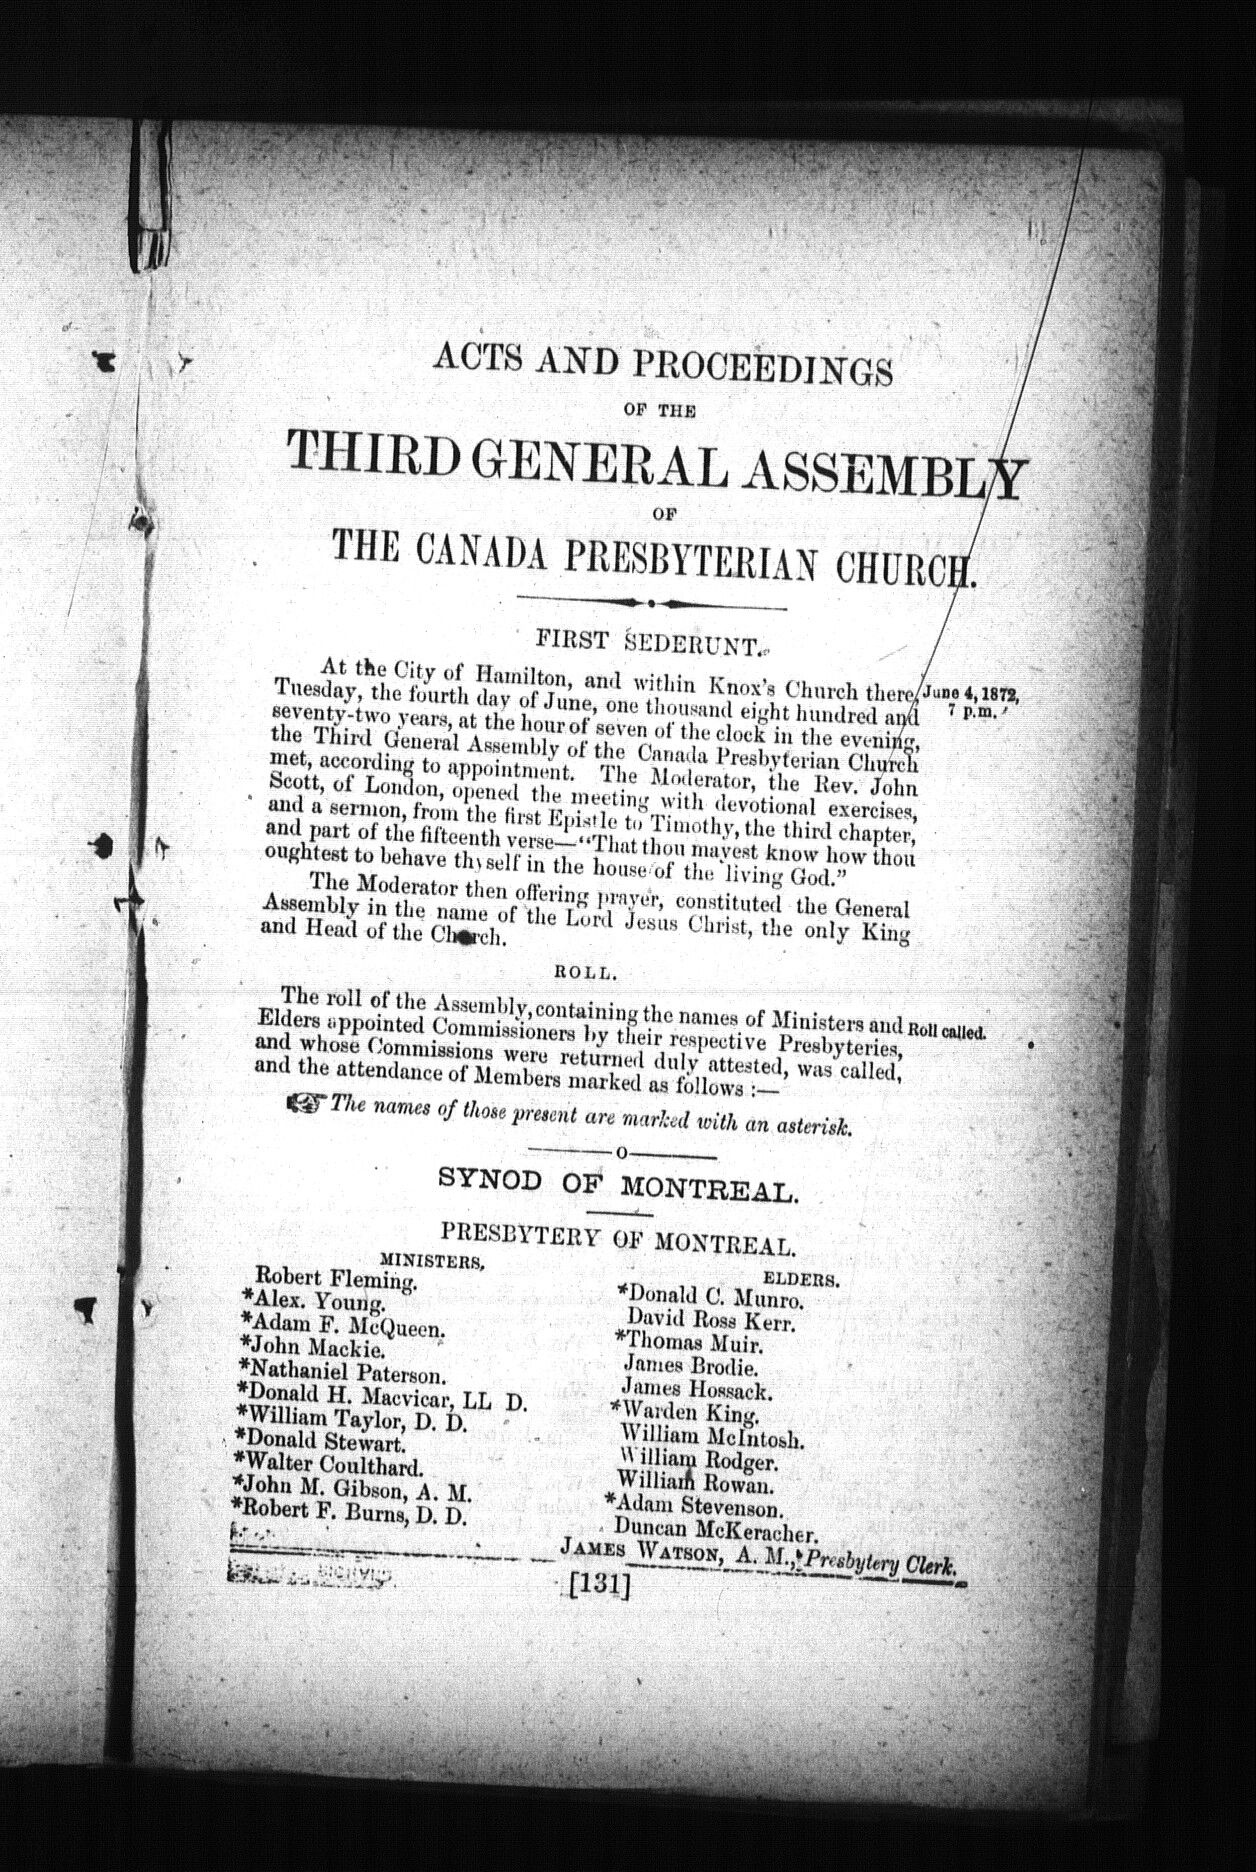 ACTS AND PROCEEDINGS
OF THE
THIRD GENERAL ASSEMBLY
OF
THE CANADA PRESBYTERIAN CHURCH.
FIRST SEDERUNT.
At the City of Hamilton, and within Knox's Church there, June 4, 1872,
Tuesday, the fourth day of June, one thousand eight hundred and 7 p.m.
seventy-two years, at the hour of seven of the clock in the evening,
the Third General Assembly of the Canada Presbyterian Church
met, according to appointment. The Moderator, the Rev. John
Scott, of London, opened the meeting with devotional exercises,
and a sermon, from the first Epistle to Timothy, the third chapter,
and part of the fifteenth verse—“That thou mayest know how thou
oughtest to behave thyself in the house of the living God.”
The Moderator then offering prayer, constituted the General
Assembly in the name of the Lord Jesus Christ, the only King
and Head of the Church.
ROLL.
The roll of the Assembly, containing the names of Ministers and Roll called.
Elders appointed Commissioners by their respective Presbyteries,
and whose Commissions were returned duly attested, was called,
and the attendance of Members marked as follows :—
☞ The names of those present are marked with an asterisk.
SYNOD OF MONTREAL.
PRESBYTERY OF MONTREAL.
MINISTERS.
Robert Fleming.
*Alex. Young.
*Adam F. McQueen.
*John Mackie.
*Nathaniel Paterson.
*Donald H. Macvicar, LL D.
*William Taylor, D. D.
*Donald Stewart.
*Walter Coulthard.
*John M. Gibson, A. M.
*Robert F. Burns, D. D.
ELDERS.
*Donald C. Munro.
David Ross Kerr.
*Thomas Muir.
James Brodie.
James Hossack.
*Warden King.
William McIntosh.
William Rodger.
William Rowan.
*Adam Stevenson.
Duncan McKeracher.
JAMES WATSON, A. M., Presbytery Clerk.
[131]